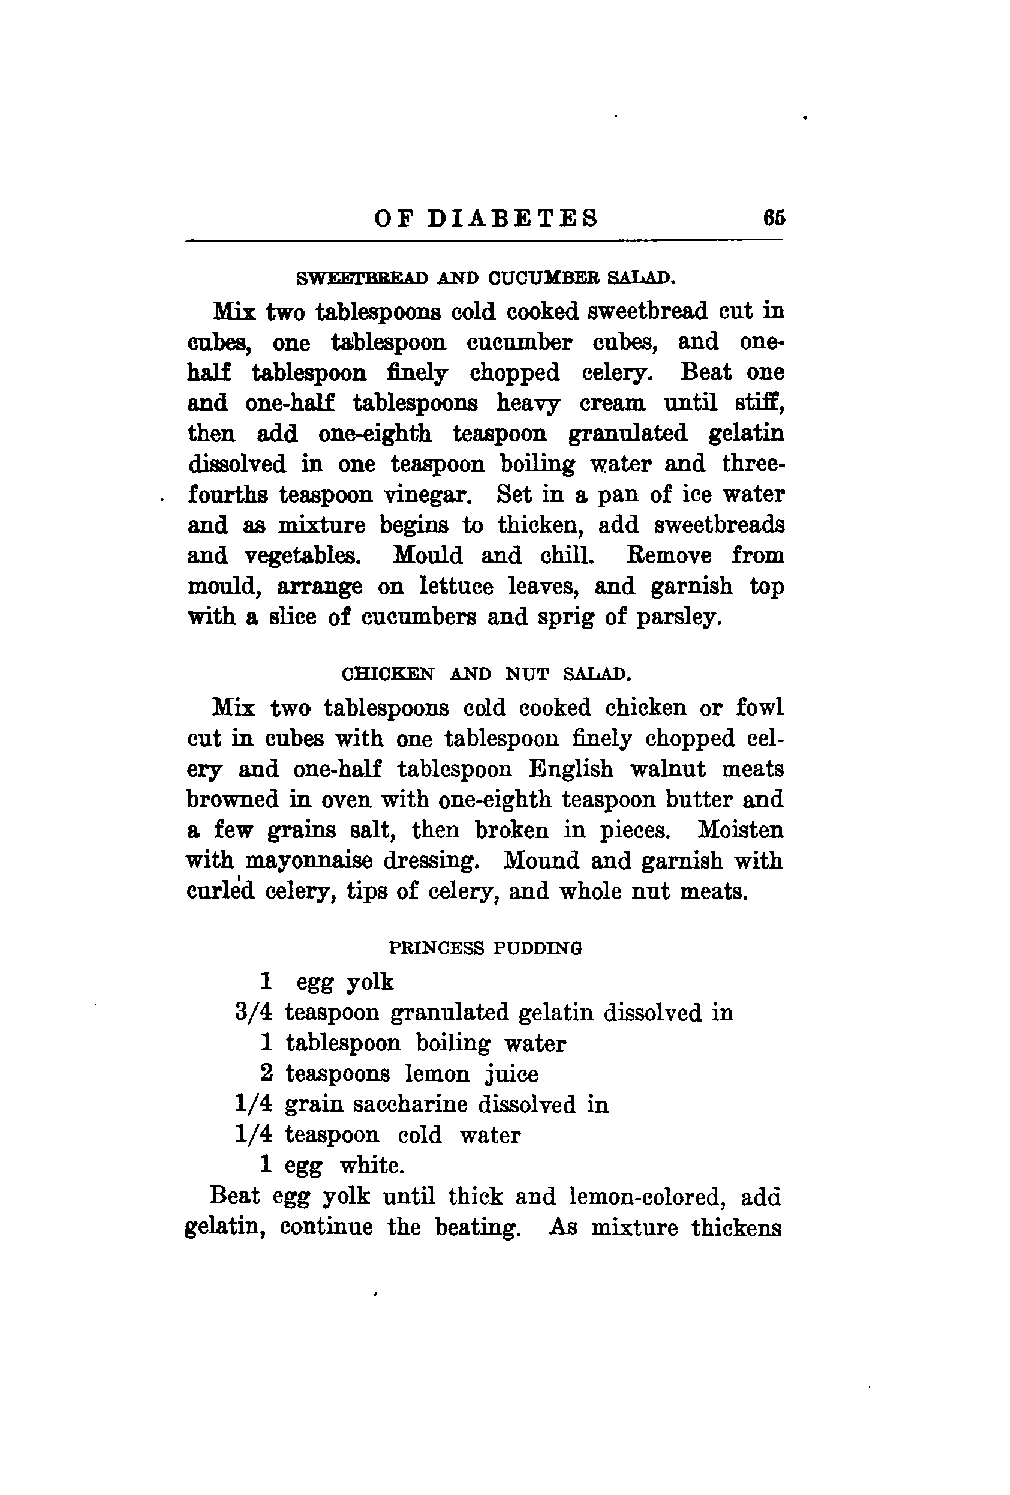 OF DIABETES 65
SWEETBREAD AND CUCUMBER SALAD.
Mix two tablespoons cold cooked sweetbread cut in
cubes, one tablespoon cucumber cubes, and one-
half tablespoon finely chopped celery. Beat one
and one-half tablespoons heavy cream until stiff,
then add one-eighth teaspoon granulated gelatin
dissolved in one teaspoon boiling water and three-
fourths teaspoon vinegar. Set in a pan of ice water
and as mixture begins to thicken, add sweetbreads
and vegetables. Mould and chill. Remove from
mould, arrange on lettuce leaves, and garnish top
with a slice of cucumbers and sprig of parsley.
CHICKEN AND NUT SALAD.
Mix two tablespoons cold cooked chicken or fowl
cut in cubes with one tablespoon finely chopped cel-
ery and one-half tablespoon English walnut meats
browned in oven with one-eighth teaspoon butter and
a few grains salt, then broken in pieces. Moisten
with mayonnaise dressing. Mound and garnish with
curled celery, tips of celery, and whole nut meats.
PRINCESS PUDDING
1 egg yolk
3/4 teaspoon granulated gelatin dissolved in
1 tablespoon boiling water
2 teaspoons lemon juice
1/4 grain saccharine dissolved in
1/4 teaspoon cold water
1 egg white.
Beat egg yolk until thick and lemon-colored, add
gelatin, continue the beating. As mixture thickens